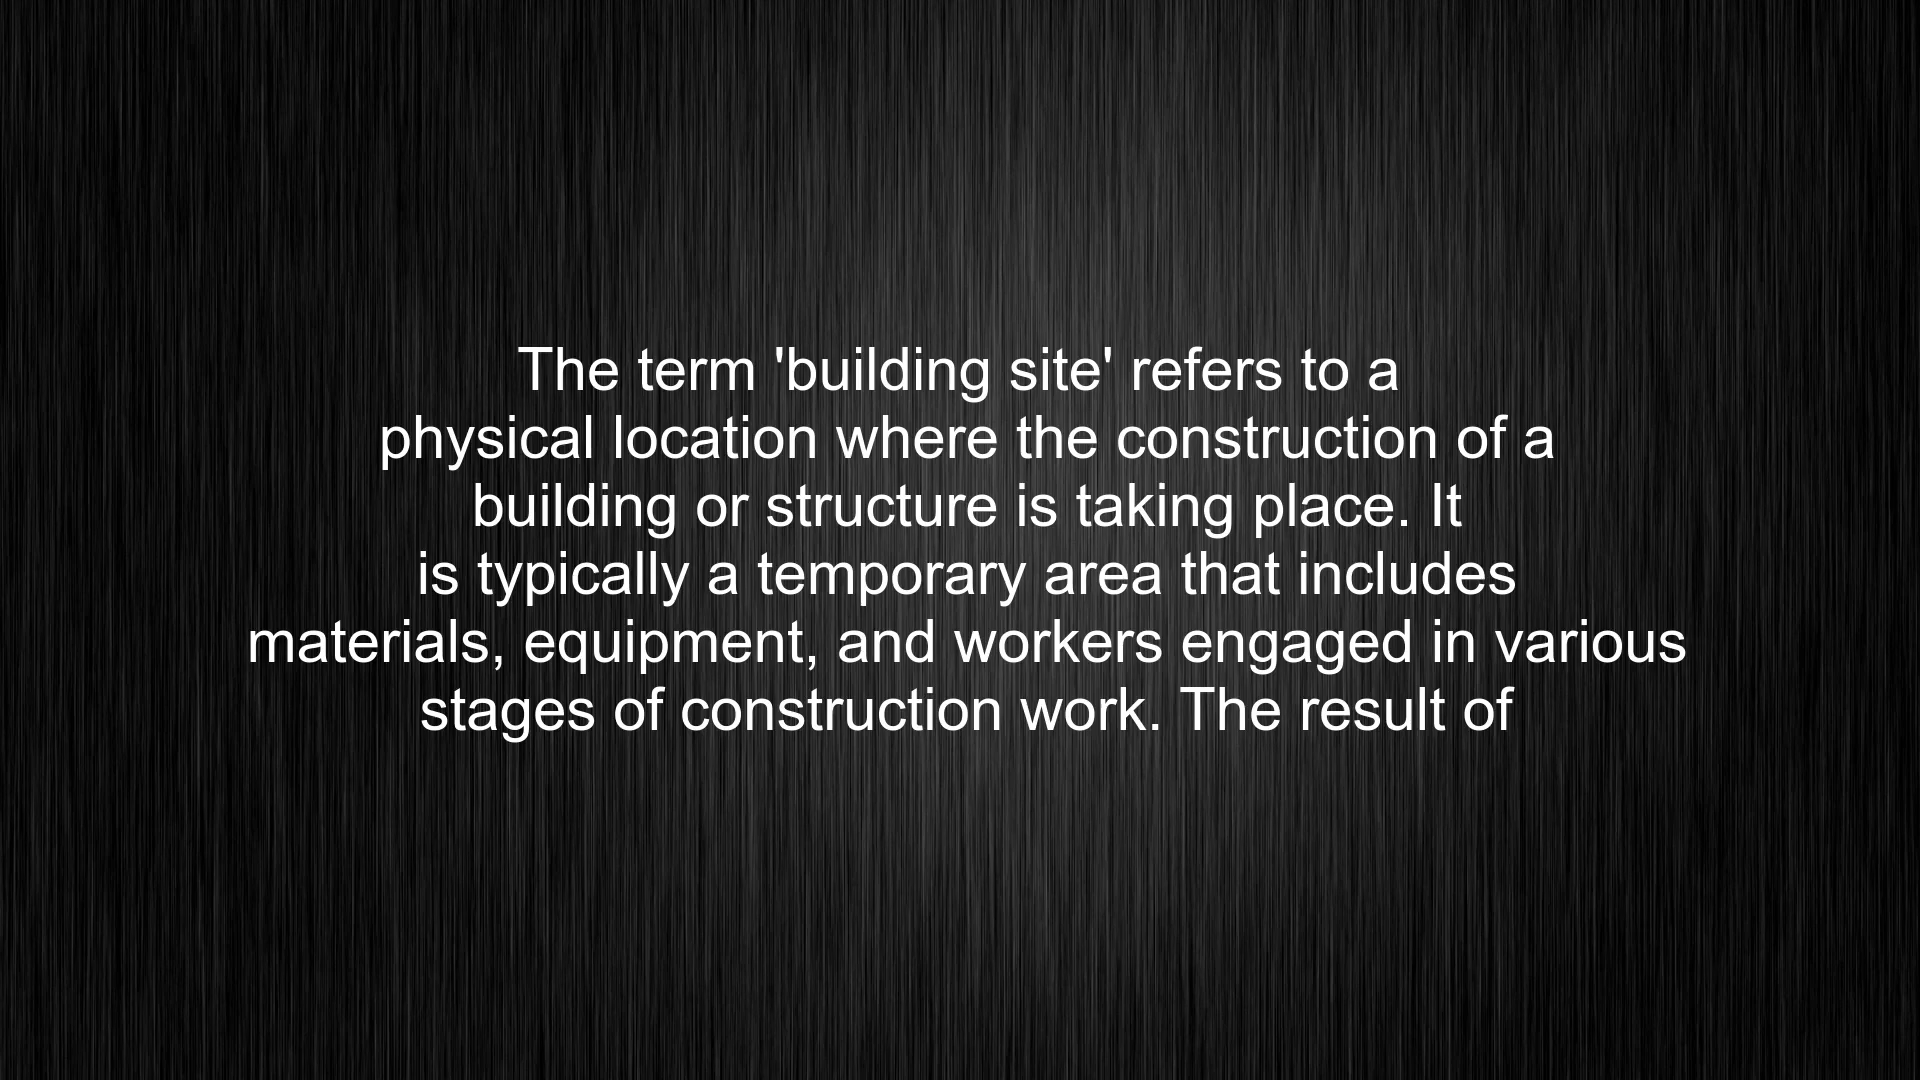 The term 'building site' refers to a
physical location where the construction of a
building or structure is taking place. It
is typically a temporary area that includes
materials, equipment, and workers engaged in various
stages of construction work. The result of